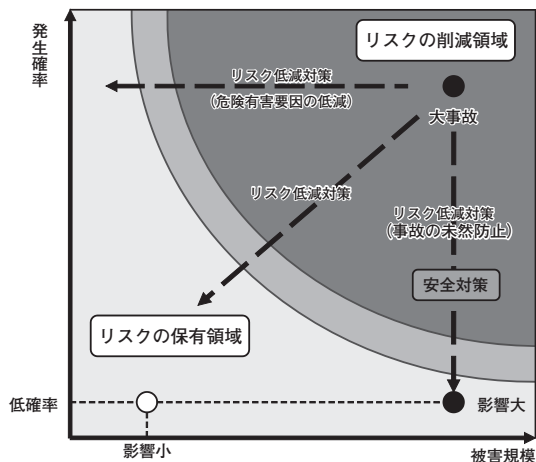 発生確率
リスクの削減領域
リスク低減対策
(危険有害要因の低減)
大事故
リスク低減対策
リスク低減対策
(事故の未然防止)
安全対策
リスクの保有領域
低確率
影響大
影響小
被害規模